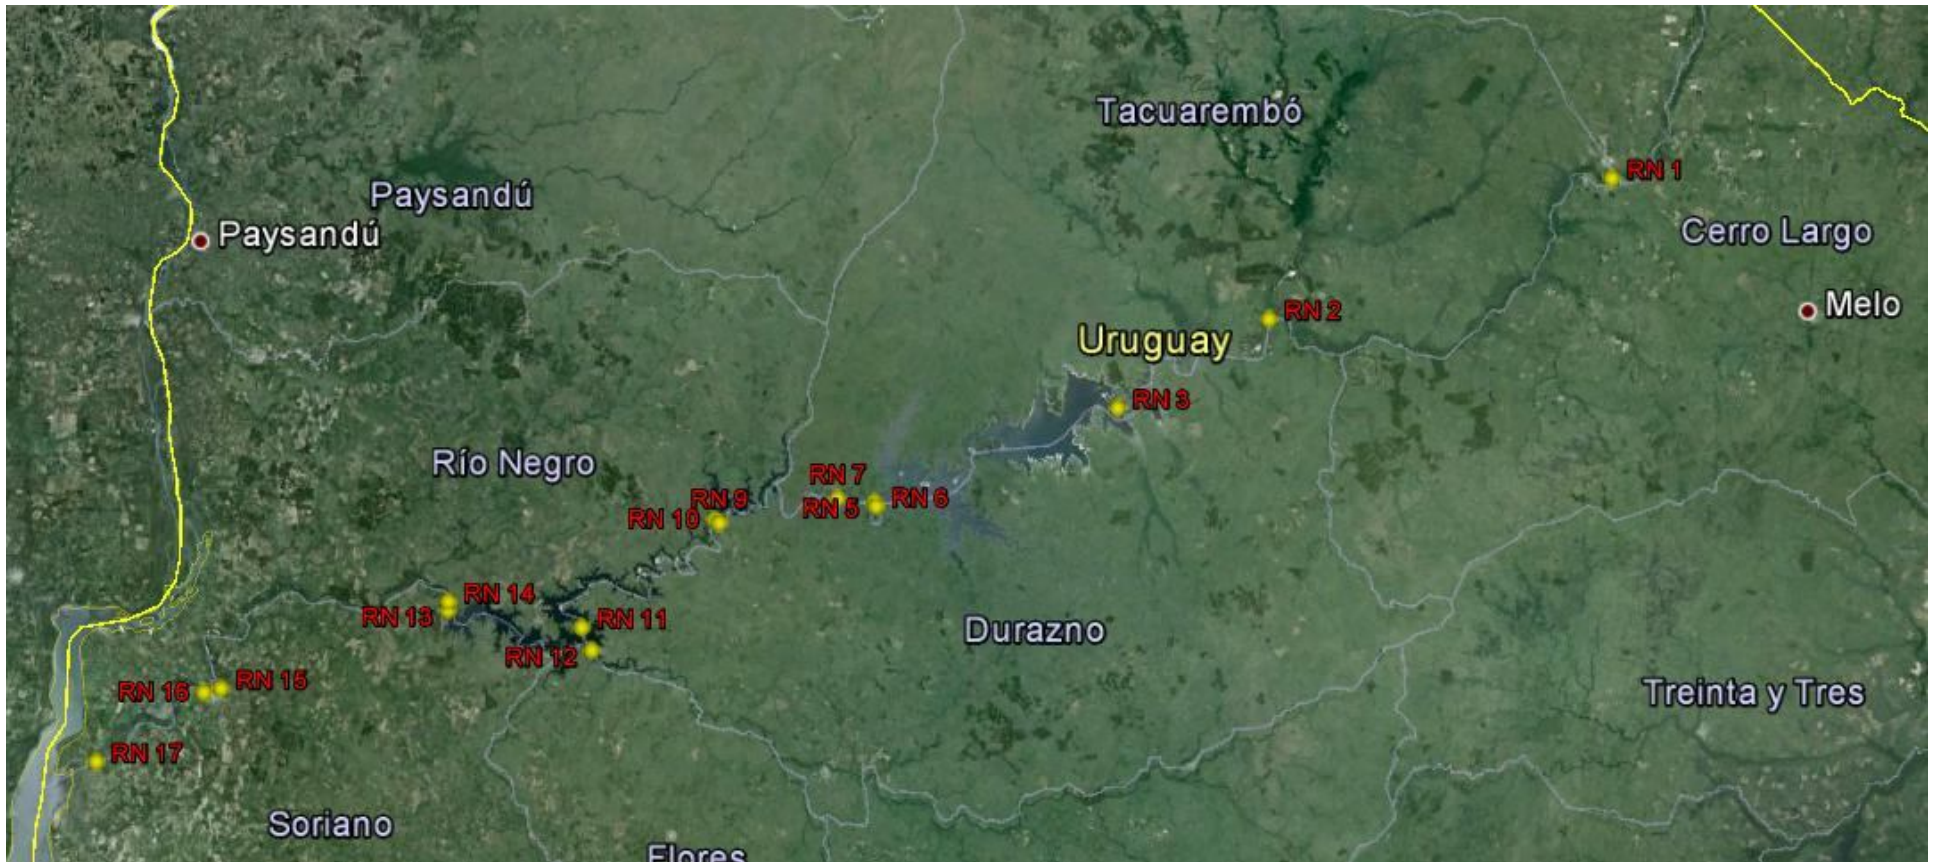 Tacuarembó
RN 1
Paysandú
Paysandú
Cerro Largo
Melo
RN 2
Uruguay
RN 3
Río Negro
RN 7
RN 9
RN 6
RN 5
RN 10
RN 14
RN 13
RN 11
Durazno
RN 12
RN 15
RN 16
Treinta y Tres
RN 17
Soriano
Flores